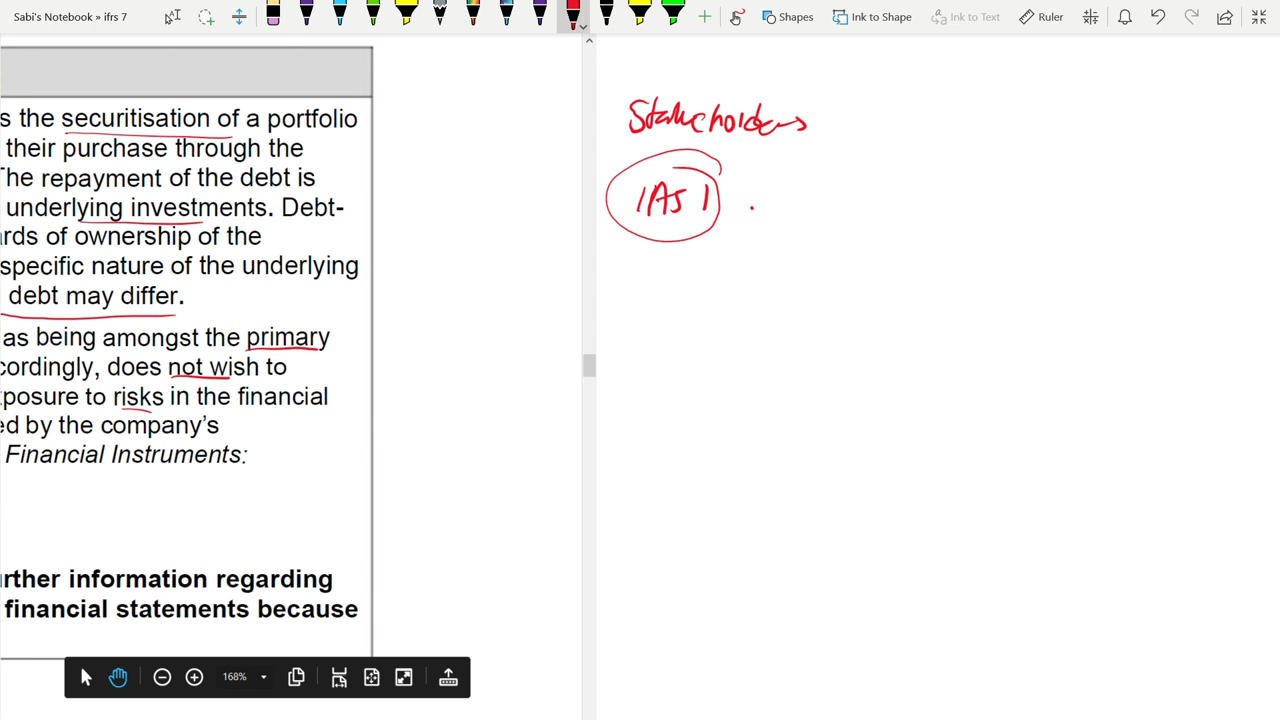 Sabi's Notebook » ifrs 7
Shapes
Ink to Shape
Ink to Text
Ruler
s the securitisation of a portfolio
their purchase through the
The repayment of the debt is
underlying investments. Debt-
rds of ownership of the
specific nature of the underlying
debt may differ.
as being amongst the primary
cordingly, does not wish to
xposure to risks in the financial
ed by the company's
Financial Instruments:
urther information regarding
financial statements because
168%
Stakeholders
IAS 1